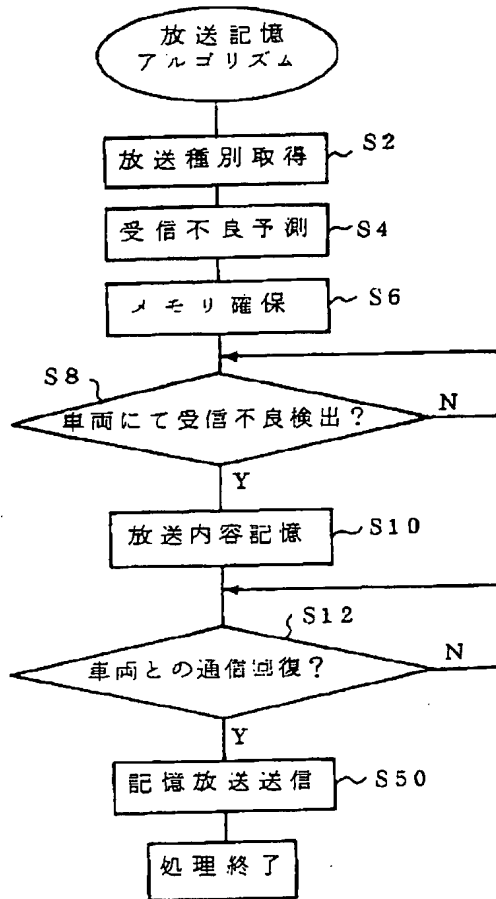 放送記憶
アルゴリズム
放送種別取得
S2
受信不良予測
S4
メモリ確保
S6
S8
車両にて受信不良検出?
N
Y
放送内容記憶
S10
S12
車両との通信回復?
N
Y
記憶放送送信
S50
処理終了